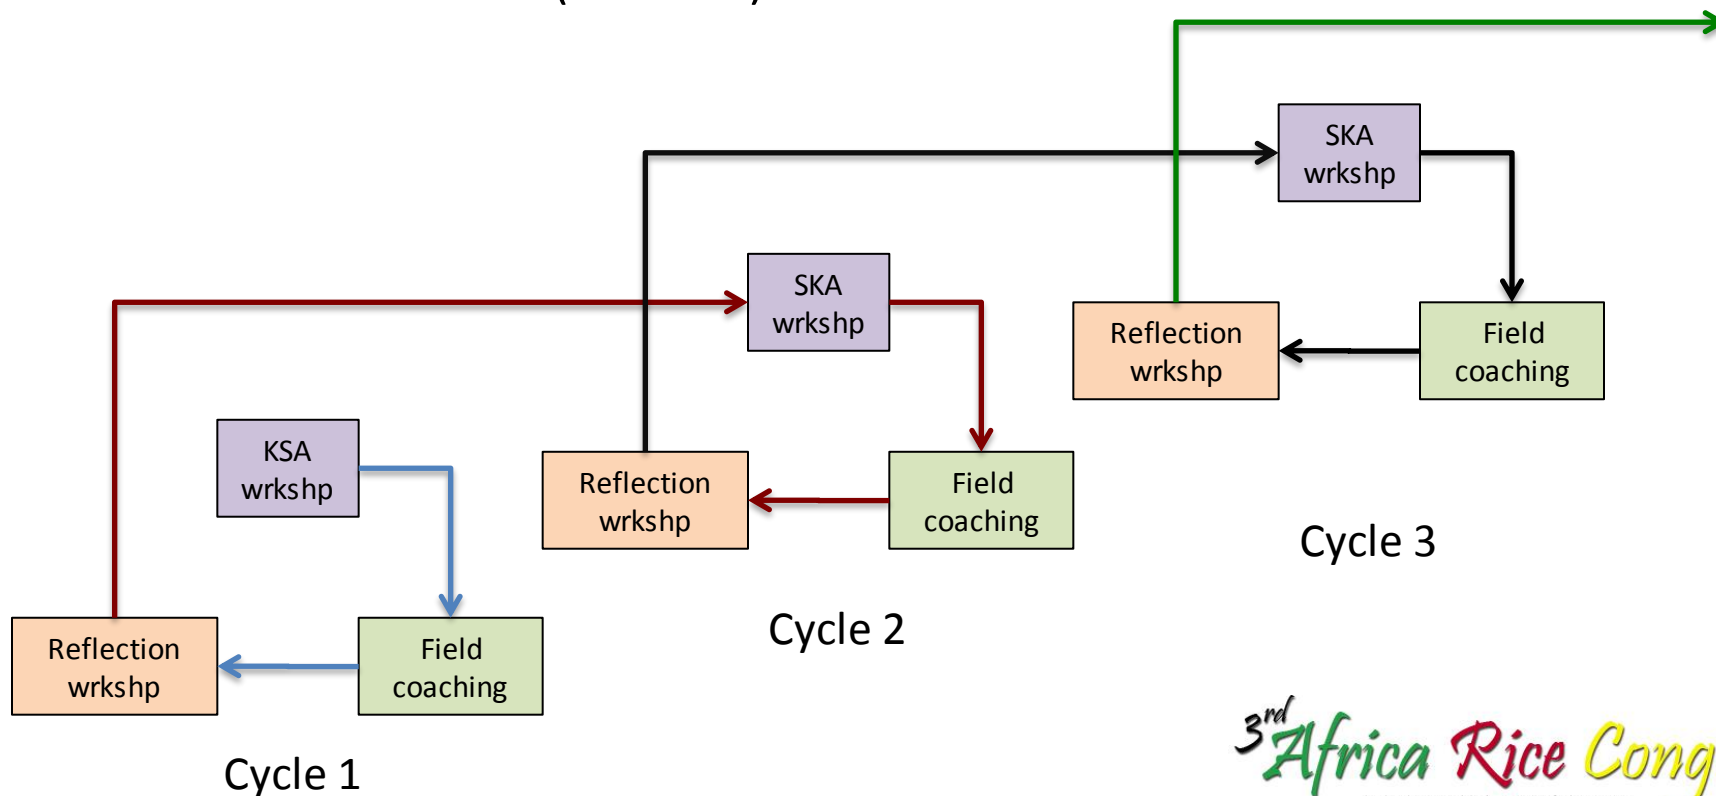 SKA
wrkshp
SKA
wrkshp
Reflection
wrkshp
Field
coaching
KSA
wrkshp
Reflection
wrkshp
Field
coaching
Cycle 3
Cycle 2
Reflection
wrkshp
Field
coaching
Cycle 1
3rd Africa Rice Cong